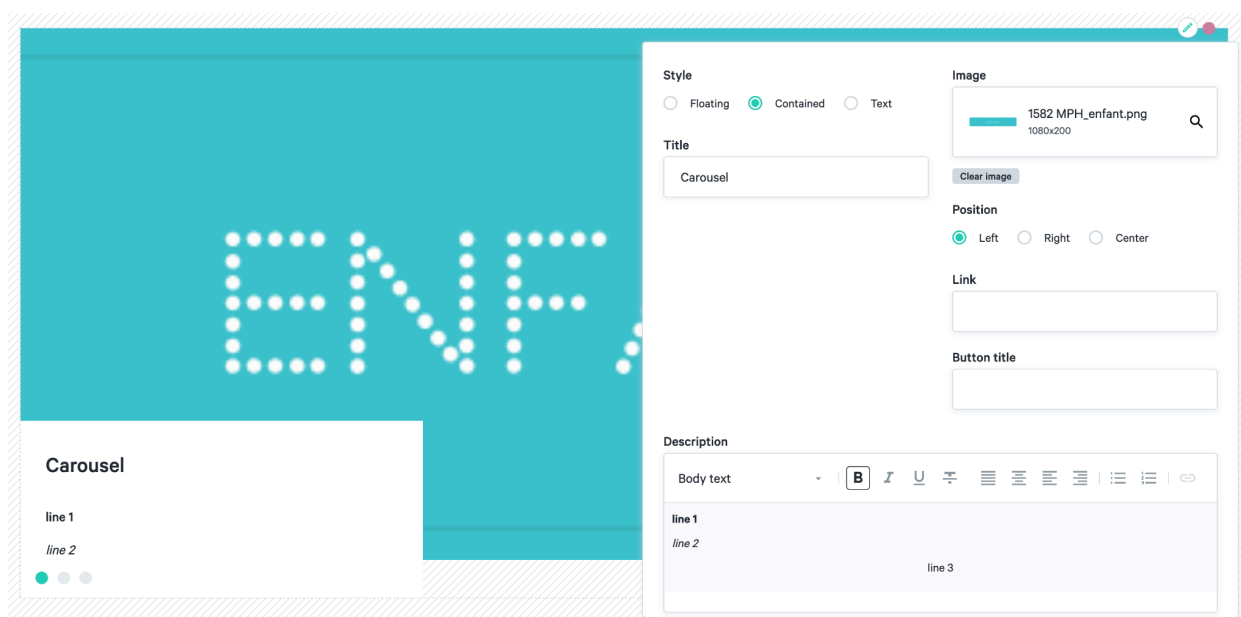 ENF
Carousel
line 1
line 2
Style
Floating
Contained
Text
Title
Carousel
Image
1582 MPH_enfant.png
1080x200
Clear image
Position
Left
Right
Center
Link
Button title
Description
Body text
B I U
line 1
line 2
line 3